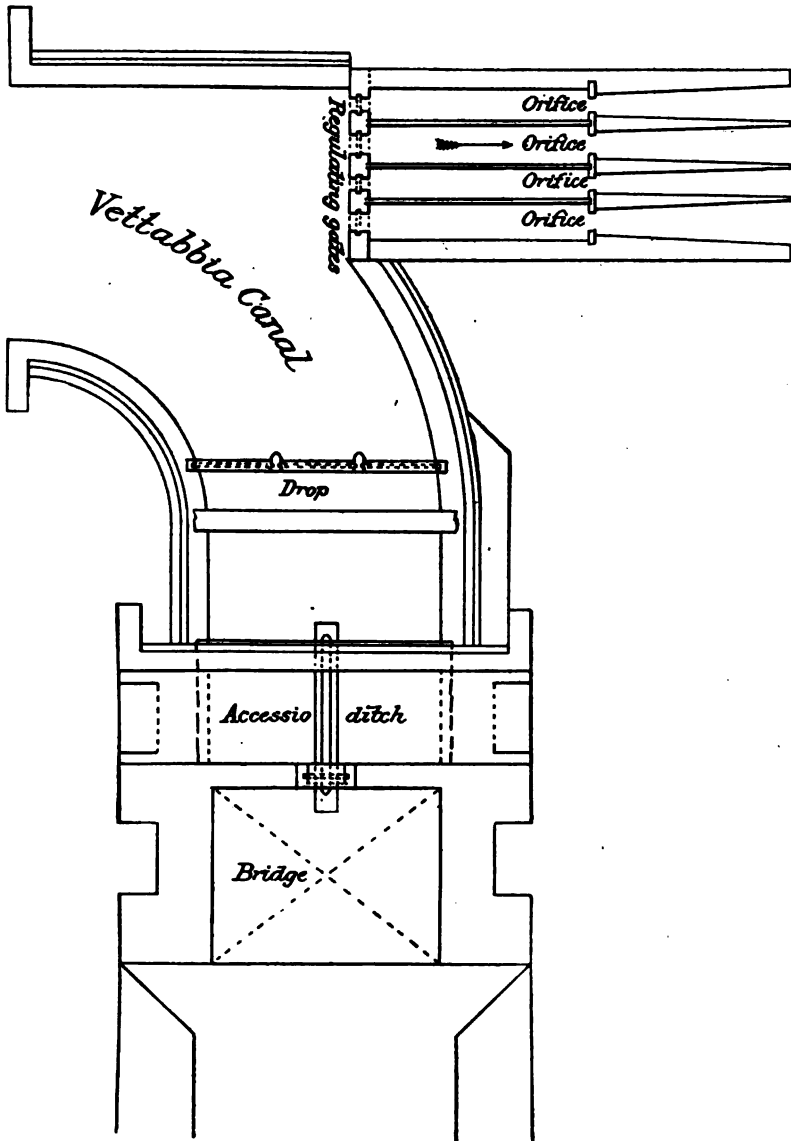 Orifice
Orifice
Orifice
Orifice
Regulating gates
Vettabbia Canal
Drop
Accessio ditch
Bridge